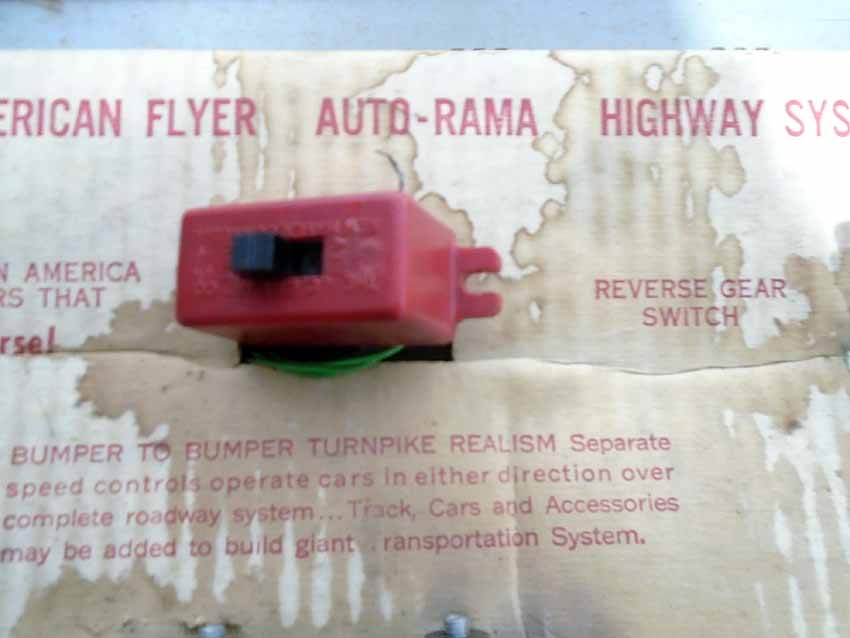 ERICAN FLYER AUTO-RAMA HIGHWAY SYS
N AMERICA
RS THAT
rse!
REVERSE GEAR
SWITCH
BUMPER TO BUMPER TURNPIKE REALISM Separate
speed controls operate cars in either direction over
complete roadway system... Track, Cars and Accessories
may be added to build giant ransportation System.